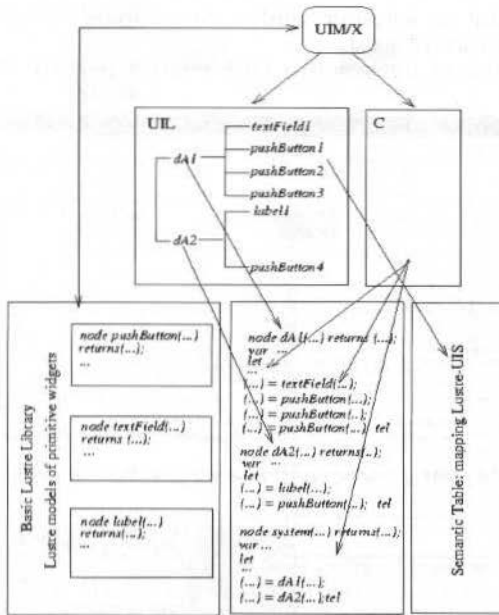 UIM/X
UIL
C
textField1
pushButton1
dA1
pushButton2
pushButton3
label1
dA2
pushButton4
Basic Lustre Library
Lustre models of primitive widgets
node pushButton(...)
returns(...);
...
node textField(...)
returns (...);
...
node label(...)
returns(...);
...
node dA1(...) returns (...);
var ...
let
...
(...) = textField(...);
(...) = pushButton(...);
(...) = pushButton(...);
(...) = pushButton(...) tel
node dA2(...) returns(...);
var ...
let
(...) = label(...);
(...) = pushButton(...) tel
node system(...) returns(...);
var ...
let
...
(...) = dA1(...);
(...) = dA2(...);tel
Semantic Table: mapping Lustre-UIS